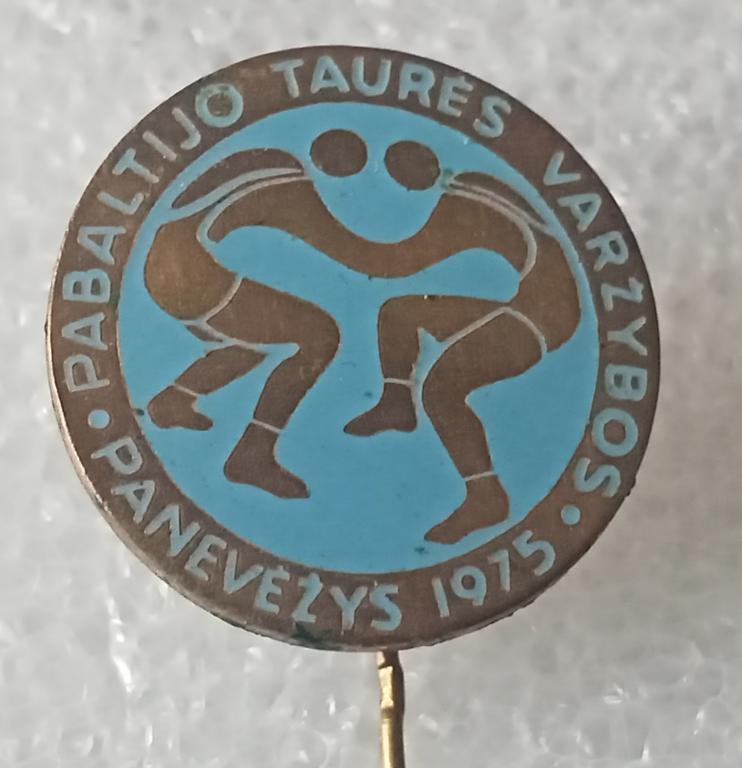 PABALTIJO TAURĖS VARŽYBOS
• PANEVĖŽYS 1975 •